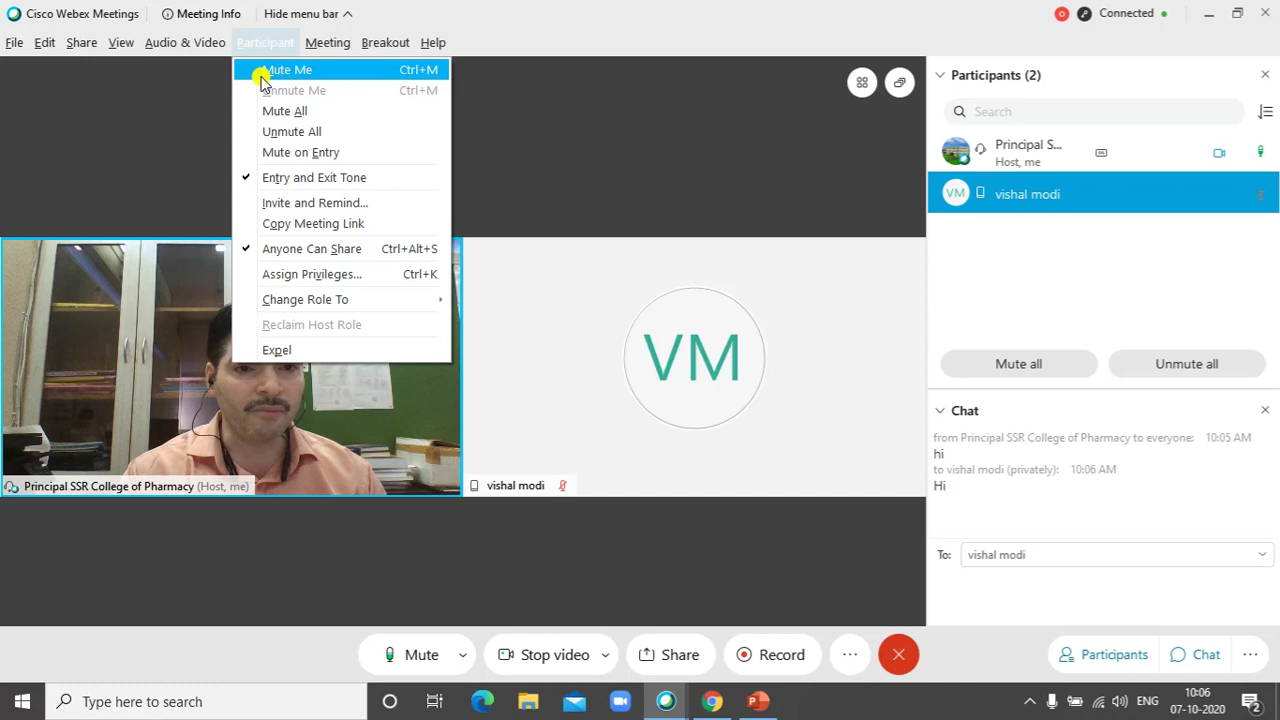 Cisco Webex Meetings
Meeting Info
Hide menu bar
Connected
File Edit Share View Audio & Video Participant Meeting Breakout Help
Mute Me Ctrl+M
Unmute Me Ctrl+M
Mute All
Unmute All
Mute on Entry
Entry and Exit Tone
Invite and Remind...
Copy Meeting Link
Anyone Can Share Ctrl+Alt+S
Assign Privileges... Ctrl+K
Change Role To
Reclaim Host Role
Expel
VM
Principal SSR College of Pharmacy (Host, me)
vishal modi
Participants (2)
Search
Principal S...
Host, me
VM vishal modi
Mute all
Unmute all
Chat
from Principal SSR College of Pharmacy to everyone: 10:05 AM
hi
to vishal modi (privately): 10:06 AM
Hi
To: vishal modi
Mute
Stop video
Share
Record
Participants
Chat
Type here to search
ENG
10:06
07-10-2020
2